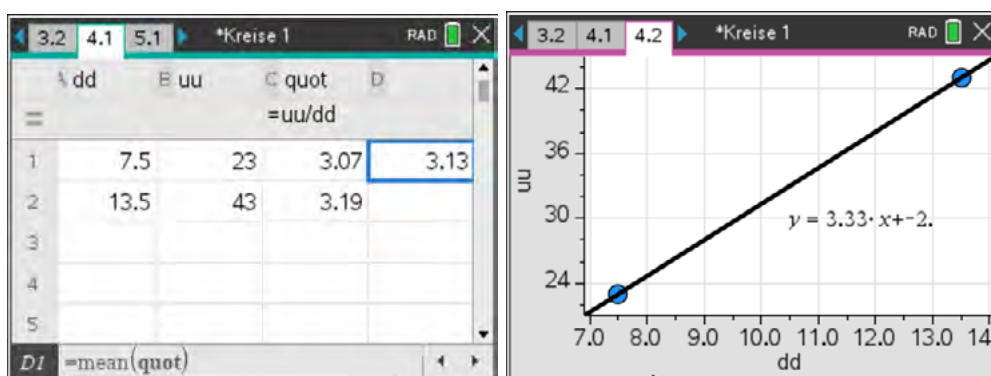 3.2 4.1 5.1 *Kreise 1 RAD
A dd B uu C quot D
= =uu/dd
1 7.5 23 3.07 3.13
2 13.5 43 3.19
3
4
5
D1 =mean(quot)
3.2 4.1 4.2 *Kreise 1 RAD
42
36
30
24
uu
y = 3.33· x+-2.
7.0 8.0 9.0 10.0 11.0 12.0 13.0 14
dd